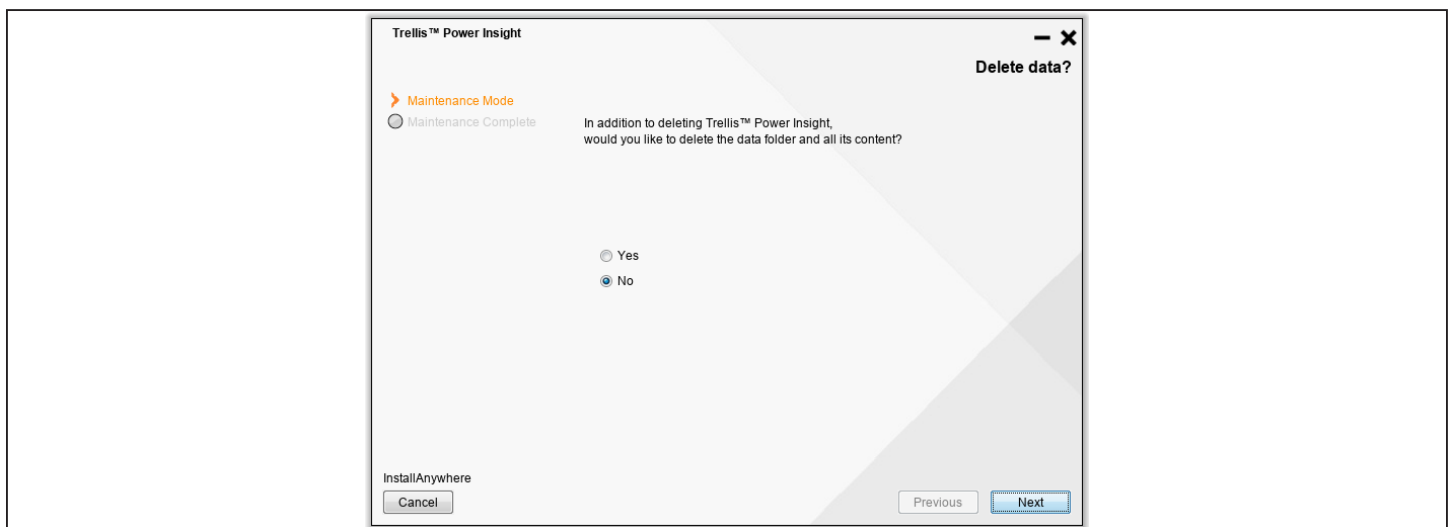 Trellis™ Power Insight
Delete data?
Maintenance Mode
Maintenance Complete
In addition to deleting Trellis™ Power Insight,
would you like to delete the data folder and all its content?
Yes
No
InstallAnywhere
Cancel
Previous
Next